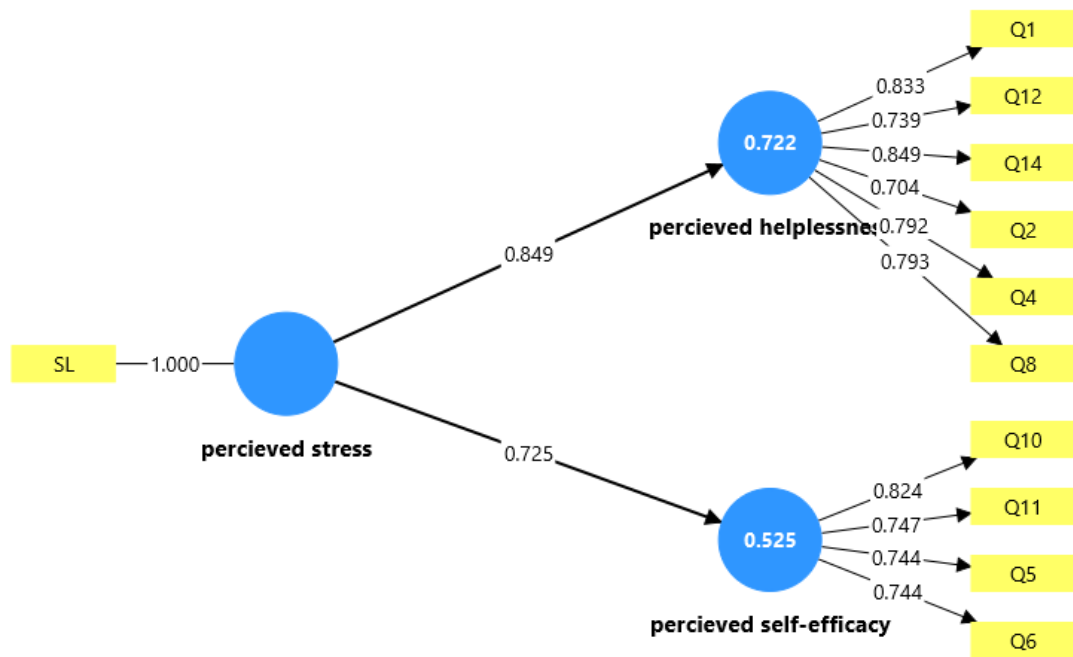 Q1
0.833
Q12
0.739
0.849
Q14
0.722
0.704
percieved helplessne
0.792
Q2
0.849
0.793
Q4
SL
1.000
Q8
percieved stress
Q10
0.725
0.824
Q11
0.747
0.525
0.744
Q5
0.744
percieved self-efficacy
Q6